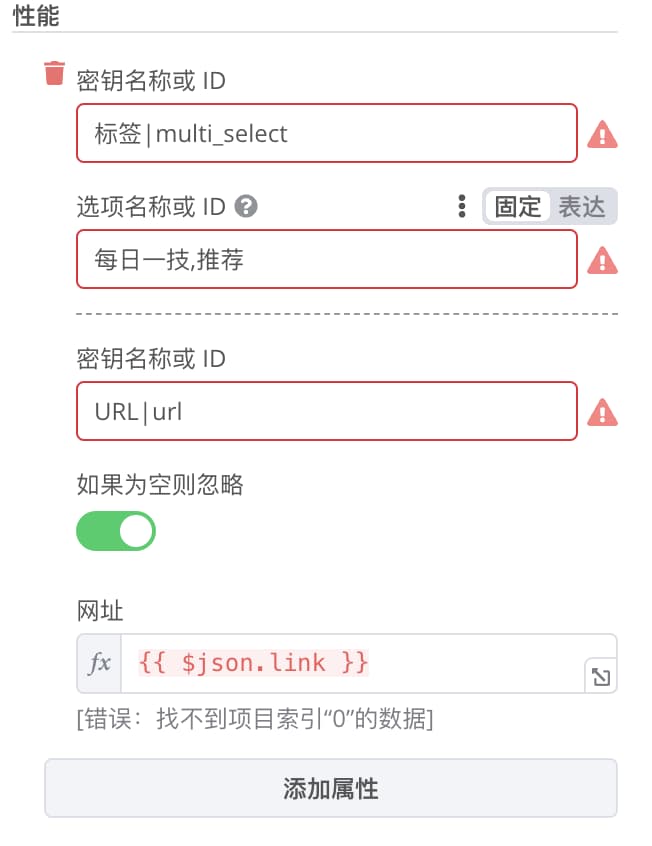 性能
密钥名称或 ID
标签|multi_select
选项名称或 ID
固定 表达
每日一技,推荐
密钥名称或 ID
URL|url
如果为空则忽略
网址
fx {{ $json.link }}
[错误：找不到项目索引“0”的数据]
添加属性